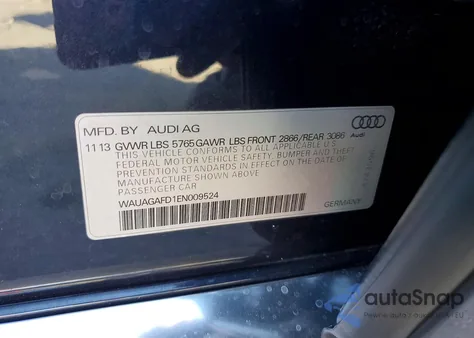 MFD. BY AUDI AG
Audi
11 13 GVWR LBS 5765 GAWR LBS FRONT 2866/REAR 3086
THIS VEHICLE CONFORMS TO ALL APPLICABLE U.S.
FEDERAL MOTOR VEHICLE SAFETY, BUMPER AND THEFT
PREVENTION STANDARDS IN EFFECT ON THE DATE OF
MANUFACTURE SHOWN ABOVE
PASSENGER CAR
WAUAGAFD1EN009524
GERMANY
autoSnap